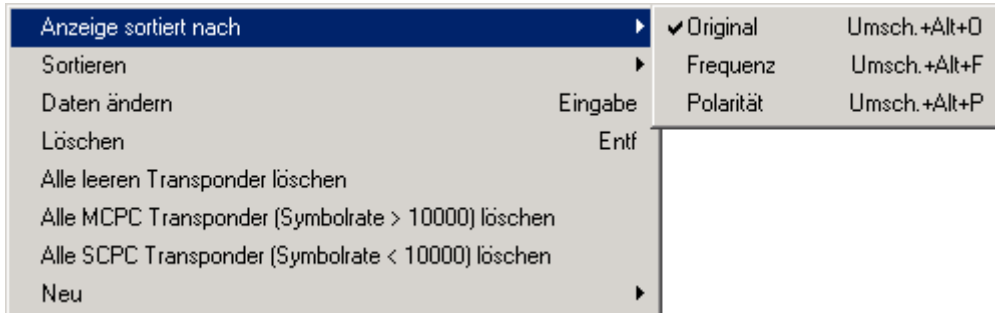 Anzeige sortiert nach
Original Umsch.+Alt+O
Frequenz Umsch.+Alt+F
Polarität Umsch.+Alt+P
Sortieren
Daten ändern Eingabe
Löschen Entf
Alle leeren Transponder löschen
Alle MCPC Transponder (Symbolrate > 10000) löschen
Alle SCPC Transponder (Symbolrate < 10000) löschen
Neu